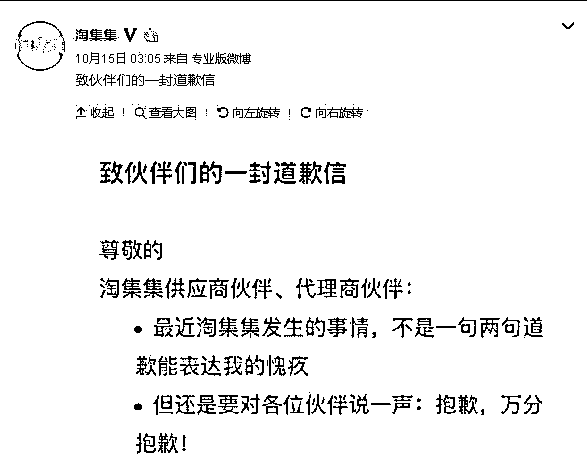 淘集集
10月15日 03:05 来自 专业版微博
致伙伴们的一封道歉信
收起 | 查看大图 | 向左旋转 | 向右旋转
致伙伴们的一封道歉信
尊敬的
淘集集供应商伙伴、代理商伙伴：
• 最近淘集集发生的事情，不是一句两句道
歉能表达我的愧疚
• 但还是要对各位伙伴说一声：抱歉，万分
抱歉！